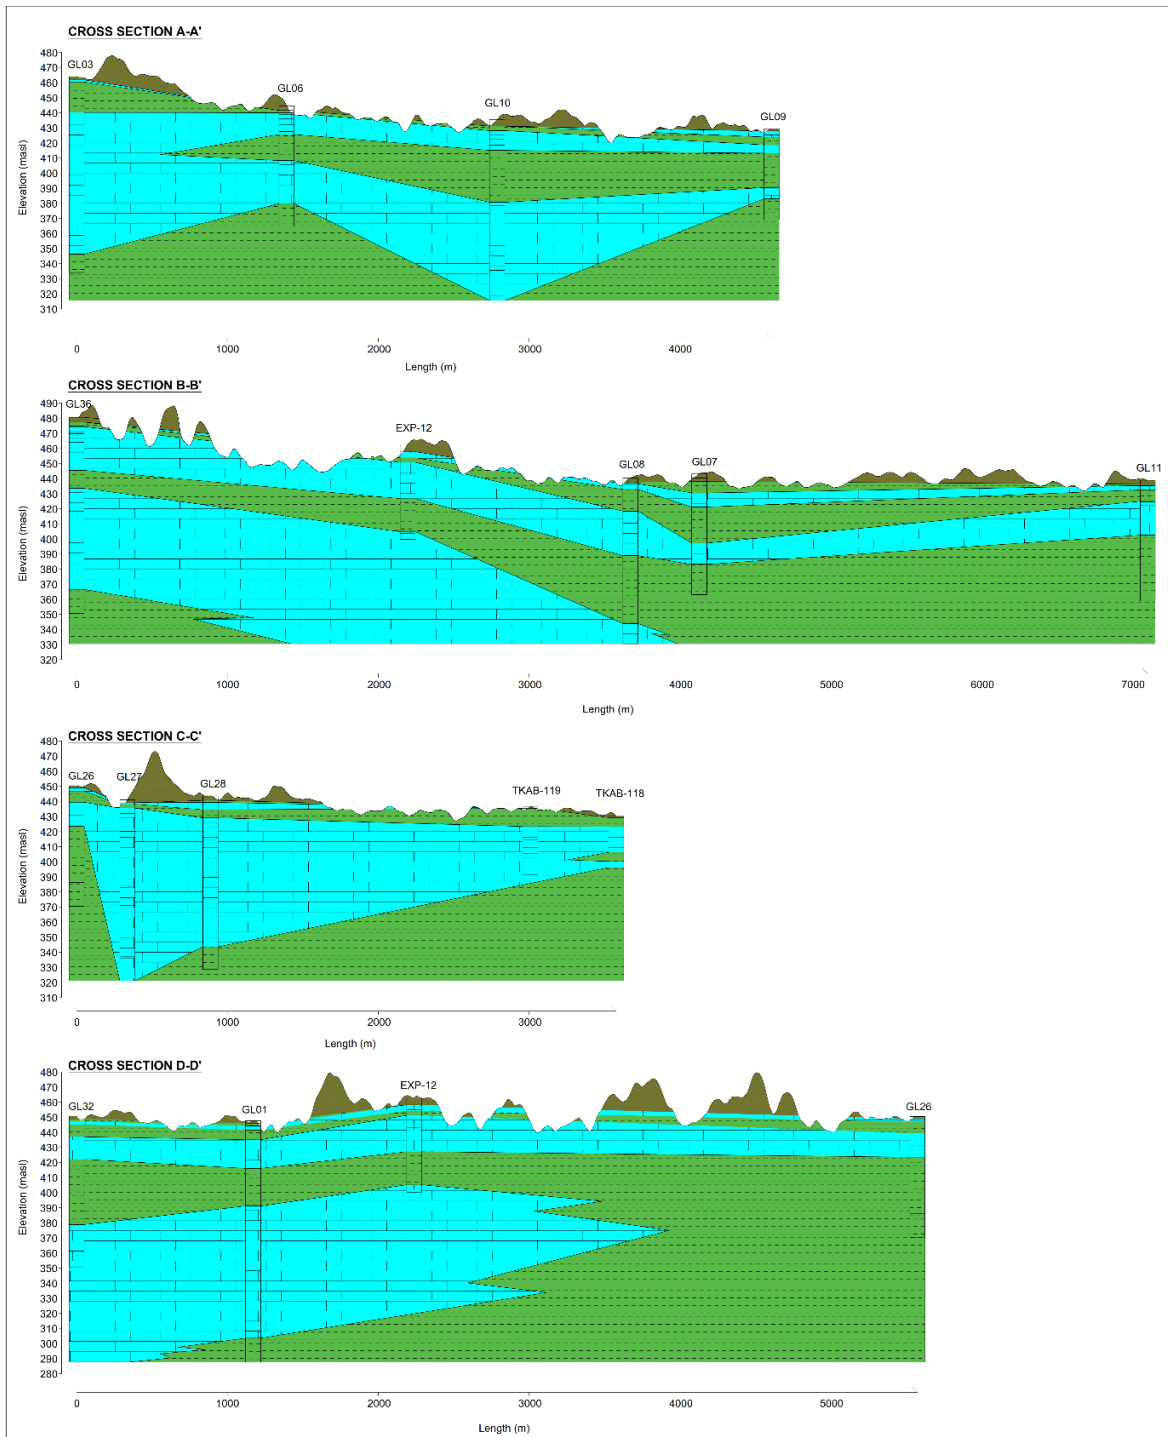 CROSS SECTION A-A'
480
470
460
450
440
430
420
410
400
390
380
370
360
350
340
330
320
310
Elevation (masl)
GL03
GL06
GL10
GL09
0 1000 2000 3000 4000
Length (m)
CROSS SECTION B-B'
490
480
470
460
450
440
430
420
410
400
390
380
370
360
350
340
330
320
Elevation (masl)
GL36
EXP-12
GL08
GL07
GL11
0 1000 2000 3000 4000 5000 6000 7000
Length (m)
CROSS SECTION C-C'
480
470
460
450
440
430
420
410
400
390
380
370
360
350
340
330
320
310
Elevation (masl)
GL26
GL27
GL28
TKAB-119
TKAB-118
0 1000 2000 3000
Length (m)
CROSS SECTION D-D'
480
470
460
450
440
430
420
410
400
390
380
370
360
350
340
330
320
310
300
290
280
Elevation (masl)
GL32
GL01
EXP-12
GL26
0 1000 2000 3000 4000 5000
Length (m)